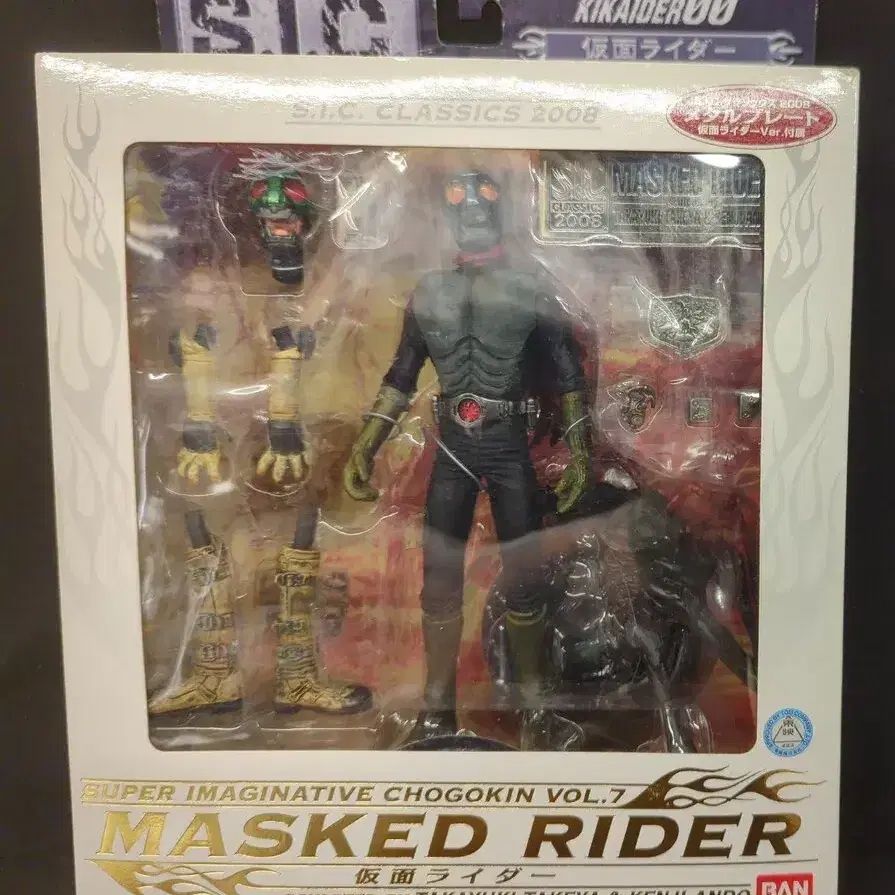 S.I.C
KIKAIDER00
仮面ライダー
S.I.C. CLASSICS 2008
メタルプレート
仮面ライダーVer.付属
CLASSICS
2008
MASKED RIDE
SUPER IMAGINATIVE CHOGOKIN VOL.7
MASKED RIDER
仮面ライダー
TAKAYUKI TAKEYA & KENJI ANDO
BAN